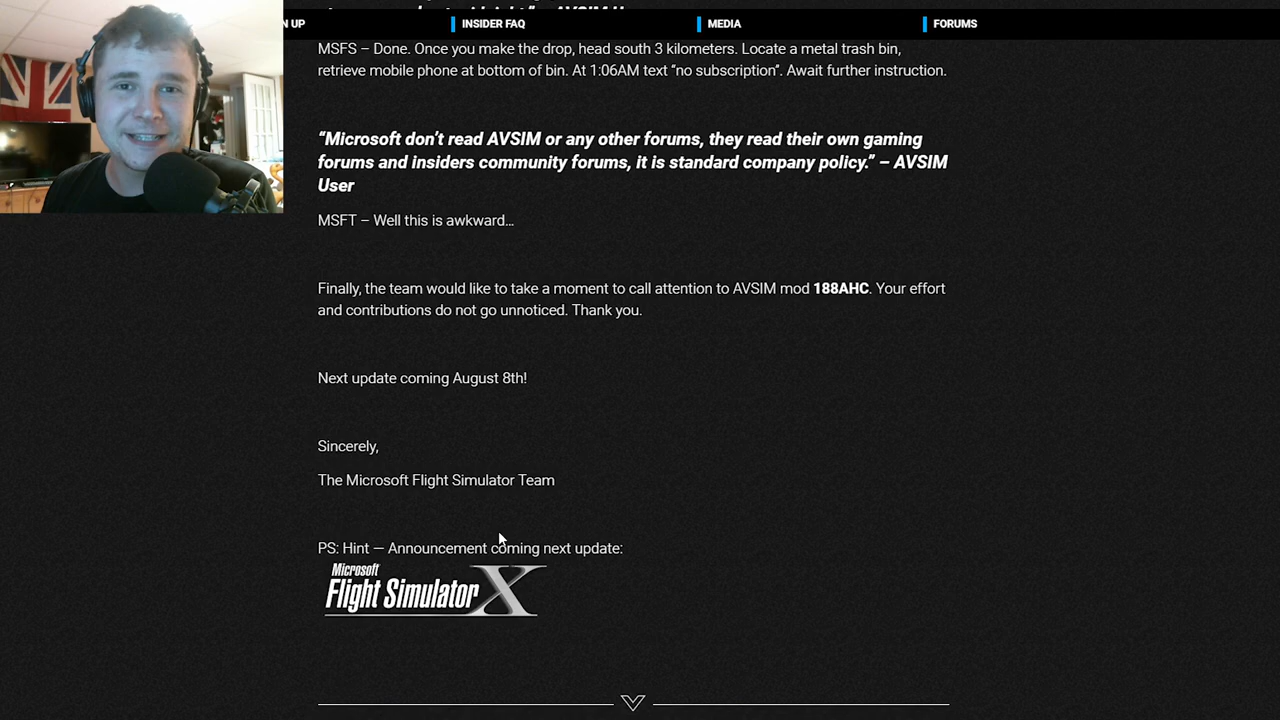 N UP
INSIDER FAQ
MEDIA
FORUMS
MSFS – Done. Once you make the drop, head south 3 kilometers. Locate a metal trash bin,
retrieve mobile phone at bottom of bin. At 1:06AM text “no subscription”. Await further instruction.
“Microsoft don’t read AVSIM or any other forums, they read their own gaming
forums and insiders community forums, it is standard company policy.” – AVSIM
User
MSFT – Well this is awkward…
Finally, the team would like to take a moment to call attention to AVSIM mod 188AHC. Your effort
and contributions do not go unnoticed. Thank you.
Next update coming August 8th!
Sincerely,
The Microsoft Flight Simulator Team
PS: Hint — Announcement coming next update:
Microsoft
Flight Simulator X